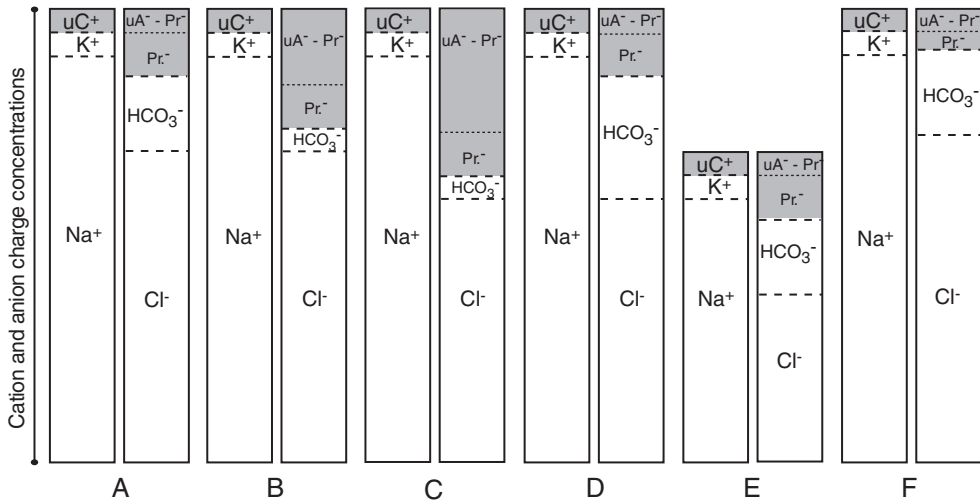 Cation and anion charge concentrations
uC⁺
K⁺
Na⁺
uA⁻ - Pr⁻
Pr.⁻
HCO₃⁻
Cl⁻
A
uC⁺
K⁺
Na⁺
uA⁻ - Pr⁻
Pr.⁻
HCO₃⁻
Cl⁻
B
uC⁺
K⁺
Na⁺
uA⁻ - Pr⁻
Pr.⁻
HCO₃⁻
Cl⁻
C
uC⁺
K⁺
Na⁺
uA⁻ - Pr⁻
Pr.⁻
HCO₃⁻
Cl⁻
D
uC⁺
K⁺
Na⁺
uA⁻ - Pr⁻
Pr.⁻
HCO₃⁻
Cl⁻
E
uC⁺
K⁺
Na⁺
uA⁻ - Pr⁻
Pr.⁻
HCO₃⁻
Cl⁻
F